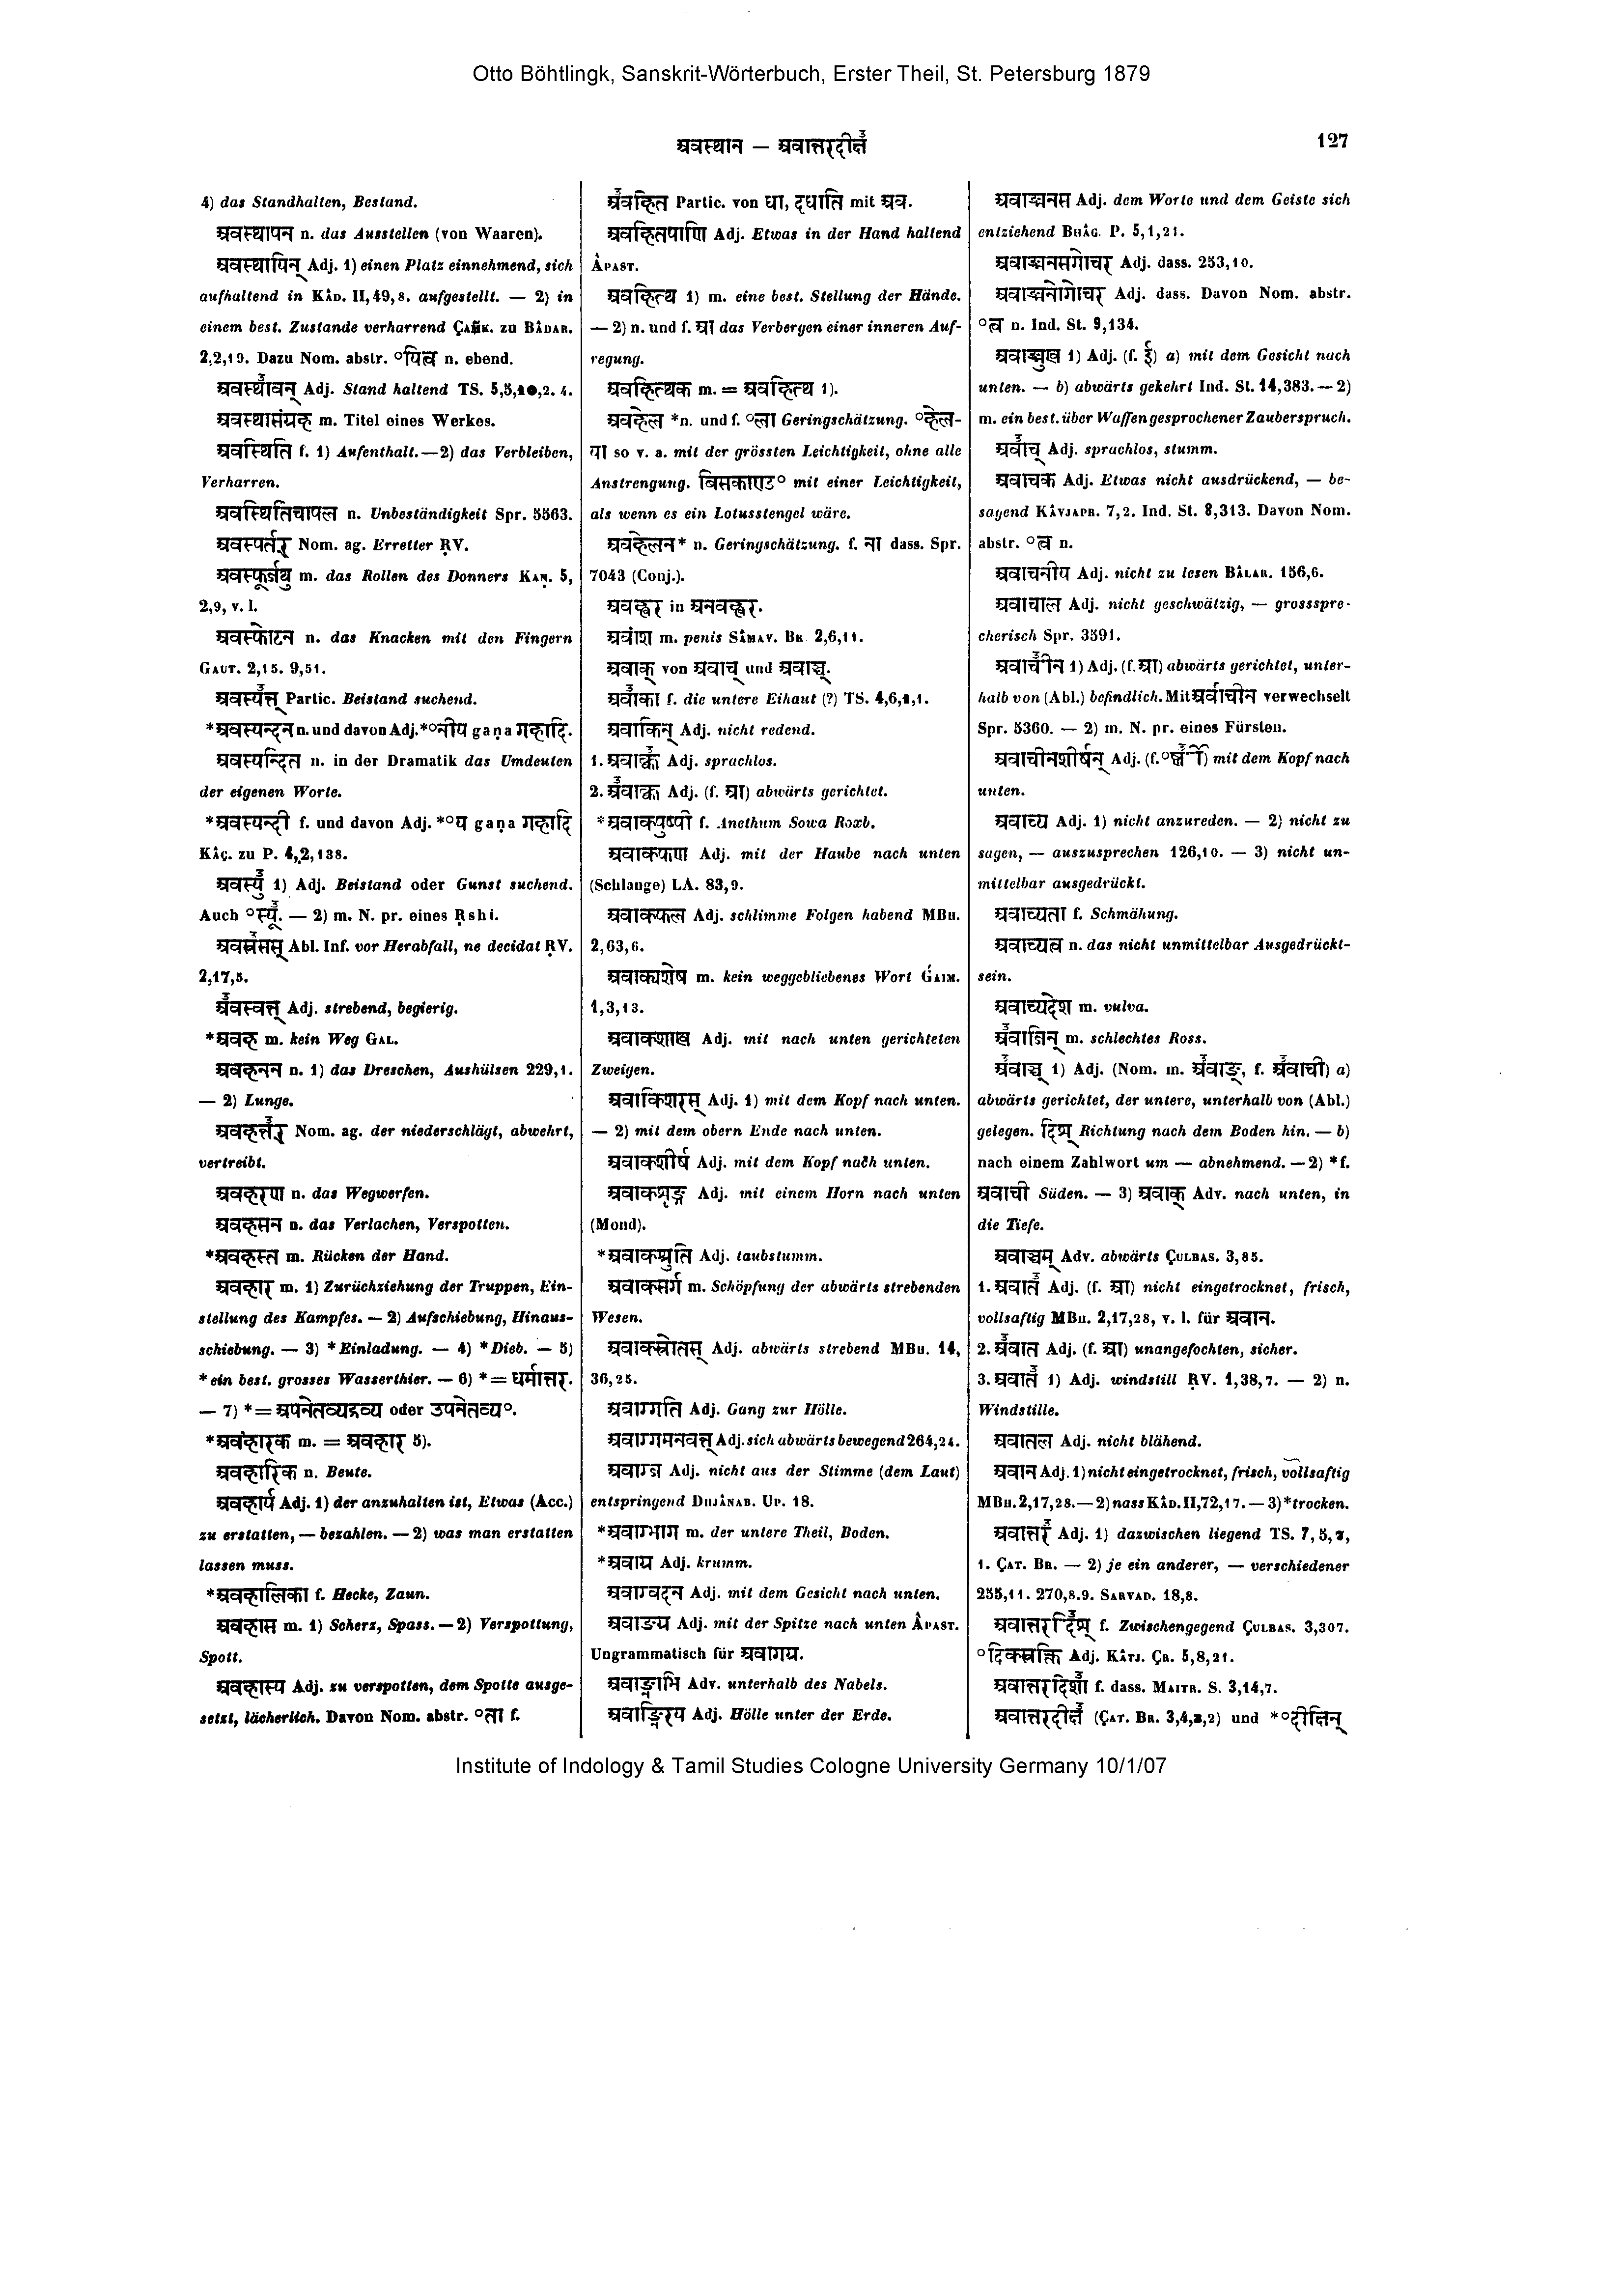 Otto Böhtlingk, Sanskrit-Wörterbuch, Erster Theil, St. Petersburg 1879
अवस्थान — अवान्तरदीक्ष
127
4) das Standhalten, Bestand.
अवस्थापन n. das Ausstellen (von Waaren).
अवस्थायिन् Adj. 1) einen Platz einnehmend, sich
aufhaltend in KÂD. II,49,8. aufgestellt. — 2) in
einem best. Zustande verharrend ÇAṂK. zu BÂDAR.
2,2,19. Dazu Nom. abstr. °यित्व n. ebend.
अवस्थावन् Adj. Stand haltend TS. 5,5,10,2. 4.
अवस्थासंग्रह m. Titel eines Werkes.
अवस्थिति f. 1) Aufenthalt. — 2) das Verbleiben,
Verharren.
अवस्थितिचापल n. Unbeständigkeit Spr. 5563.
अवस्पर्तर् Nom. ag. Erretter ṚV.
अवस्फूर्जथु m. das Rollen des Donners KAṆ. 5,
2,9, v. l.
अवस्फोटन n. das Knacken mit den Fingern
GAUT. 2,15. 9,51.
अवस्यन्त् Partic. Beistand suchend.
*अवस्यन्दन n. und davon Adj. *°नीय gaṇa गहादि.
अवस्यन्दित n. in der Dramatik das Umdeuten
der eigenen Worte.
*अवस्यन्दी f. und davon Adj. *°य gaṇa गहादि
KÂÇ. zu P. 4,2,138.
अवस्यु 1) Adj. Beistand oder Gunst suchend.
Auch °स्यू. — 2) m. N. pr. eines Ṛshi.
अवस्रसस् Abl. Inf. vor Herabfall, ne decidat ṚV.
2,17,5.
अवस्वन्त् Adj. strebend, begierig.
*अवह m. kein Weg GAL.
अवहनन n. 1) das Dreschen, Aushülsen 229,1.
— 2) Lunge.
अवहन्तर् Nom. ag. der niederschlägt, abwehrt,
vertreibt.
अवहरण n. das Wegwerfen.
अवहसन n. das Verlachen, Verspotten.
*अवहस्त m. Rücken der Hand.
अवहार m. 1) Zurückziehung der Truppen, Ein-
stellung des Kampfes. — 2) Aufschiebung, Hinaus-
schiebung. — 3) *Einladung. — 4) *Dieb. — 5)
*ein best. grosses Wasserthier. — 6) *= धर्मान्तर.
— 7) *= अपनेतव्यद्रव्य oder उपनेतव्य°.
*अवहारक m. = अवहार 5).
अवहारिक n. Beute.
अवहार्य Adj. 1) der anzuhalten ist, Etwas (Acc.)
zu erstatten, — bezahlen. — 2) was man erstatten
lassen muss.
*अवहालिका f. Hecke, Zaun.
अवहास m. 1) Scherz, Spass. — 2) Verspottung,
Spott.
अवहास्य Adj. zu verspotten, dem Spotte ausge-
setzt, lächerlich. Davon Nom. abstr. °ता f.
अवहित Partic. von धा, दधाति mit अव.
अवहितपाणि Adj. Etwas in der Hand haltend
ÂPAST.
अवहित्थ 1) m. eine best. Stellung der Hände.
— 2) n. und f. आ das Verbergen einer inneren Auf-
regung.
अवहित्थक m. = अवहित्थ 1).
अवहेल *n. und f. °ला Geringschätzung. °हेल-
या so v. a. mit der grössten Leichtigkeit, ohne alle
Anstrengung. बिसकाण्ड° mit einer Leichtigkeit,
als wenn es ein Lotusstengel wäre.
अवहेलन* n. Geringschätzung. f. ना dass. Spr.
7043 (Conj.).
अवह्वर in अनवह्वर.
अवांश m. penis SÂMAV. BR. 2,6,11.
अवाक् von अवाच् und अवाञ्च्.
अवाका f. die untere Eihaut (?) TS. 4,6,1,1.
अवाकिन् Adj. nicht redend.
1. अवाक्क Adj. sprachlos.
2. अवाक्क Adj. (f. आ) abwärts gerichtet.
*अवाक्पुष्पी f. Anethum Sowa Roxb.
अवाक्फण Adj. mit der Haube nach unten
(Schlange) LA. 83,9.
अवाक्फल Adj. schlimme Folgen habend MBH.
2,63,6.
अवाक्यशेष m. kein weggebliebenes Wort ǴAIM.
1,3,13.
अवाक्शाख Adj. mit nach unten gerichteten
Zweigen.
अवाक्शिरस् Adj. 1) mit dem Kopf nach unten.
— 2) mit dem obern Ende nach unten.
अवाक्शीर्ष Adj. mit dem Kopf nach unten.
अवाक्शृङ्ग Adj. mit einem Horn nach unten
(Mond).
*अवाक्श्रुति Adj. taubstumm.
अवाक्सर्ग m. Schöpfung der abwärts strebenden
Wesen.
अवाक्स्रोतस् Adj. abwärts strebend MBH. 14,
36,25.
अवाग्गति Adj. Gang zur Hölle.
अवाग्गमनवन्त् Adj. sich abwärts bewegend 264,24.
अवाग्ज Adj. nicht aus der Stimme (dem Laut)
entspringend DHJÂNAB. UP. 18.
*अवाग्भाग m. der untere Theil, Boden.
*अवाग्र Adj. krumm.
अवाग्वदन Adj. mit dem Gesicht nach unten.
अवाङग्र Adj. mit der Spitze nach unten ÂPAST.
Ungrammatisch für अवागग्र.
अवाङ्नाभि Adv. unterhalb des Nabels.
अवाङ्निरय Adj. Hölle unter der Erde.
अवाङ्मनस Adj. dem Worte und dem Geiste sich
entziehend BHÂG. P. 5,1,21.
अवाङ्मनसगोचर Adj. dass. 253,10.
अवाङ्मनोगोचर Adj. dass. Davon Nom. abstr.
°त्व n. Ind. St. 9,134.
अवाङ्मुख 1) Adj. (f. ई) a) mit dem Gesicht nach
unten. — b) abwärts gekehrt Ind. St. 14,383. — 2)
m. ein best. über Waffen gesprochener Zauberspruch.
अवाच् Adj. sprachlos, stumm.
अवाचक Adj. Etwas nicht ausdrückend, — be-
sagend KÂVJAPR. 7,2. Ind. St. 8,313. Davon Nom.
abstr. °त्व n.
अवाचनीय Adj. nicht zu lesen BÂLAR. 156,6.
अवाचाल Adj. nicht geschwätzig, — grossspre-
cherisch Spr. 3591.
अवाचीन 1) Adj. (f. आ) abwärts gerichtet, unter-
halb von (Abl.) befindlich. Mit अर्वाचीन verwechselt
Spr. 5360. — 2) m. N. pr. eines Fürsten.
अवाचीनशीर्षन् Adj. (f. °र्ष्णी) mit dem Kopf nach
unten.
अवाच्य Adj. 1) nicht anzureden. — 2) nicht zu
sagen, — auszusprechen 126,10. — 3) nicht un-
mittelbar ausgedrückt.
अवाच्यता f. Schmähung.
अवाच्यत्व n. das nicht unmittelbar Ausgedrückt-
sein.
अवाच्यदेश m. vulva.
अवाजिन् m. schlechtes Ross.
अवाञ्च् 1) Adj. (Nom. m. अवाङ्, f. अवाची) a)
abwärts gerichtet, der untere, unterhalb von (Abl.)
gelegen. दिश् Richtung nach dem Boden hin. — b)
nach einem Zahlwort um — abnehmend. — 2) *f.
अवाची Süden. — 3) अवाक् Adv. nach unten, in
die Tiefe.
अवाञ्चम् Adv. abwärts ÇULBAS. 3,85.
1. अवात Adj. (f. आ) nicht eingetrocknet, frisch,
vollsaftig MBH. 2,17,28, v. l. für अवान.
2. अवात Adj. (f. आ) unangefochten, sicher.
3. अवात 1) Adj. windstill ṚV. 1,38,7. — 2) n.
Windstille.
अवातल Adj. nicht blähend.
अवान Adj. 1) nicht eingetrocknet, frisch, vollsaftig
MBH. 2,17,28. — 2) nass KÂD. II,72,17. — 3) *trocken.
अवान्तर Adj. 1) dazwischen liegend TS. 7,5,3,
1. ÇAT. BR. — 2) je ein anderer, — verschiedener
255,11. 270,8.9. SARVAD. 18,8.
अवान्तरदिश् f. Zwischengegend ÇULBAS. 3,307.
°दिक्स्रक्ति Adj. KÂTJ. ÇR. 5,8,21.
अवान्तरदिशा f. dass. MAITR. S. 3,14,7.
अवान्तरदीक्षा (ÇAT. BR. 3,4,3,2) und *°दीक्षिन्
Institute of Indology & Tamil Studies Cologne University Germany 10/1/07